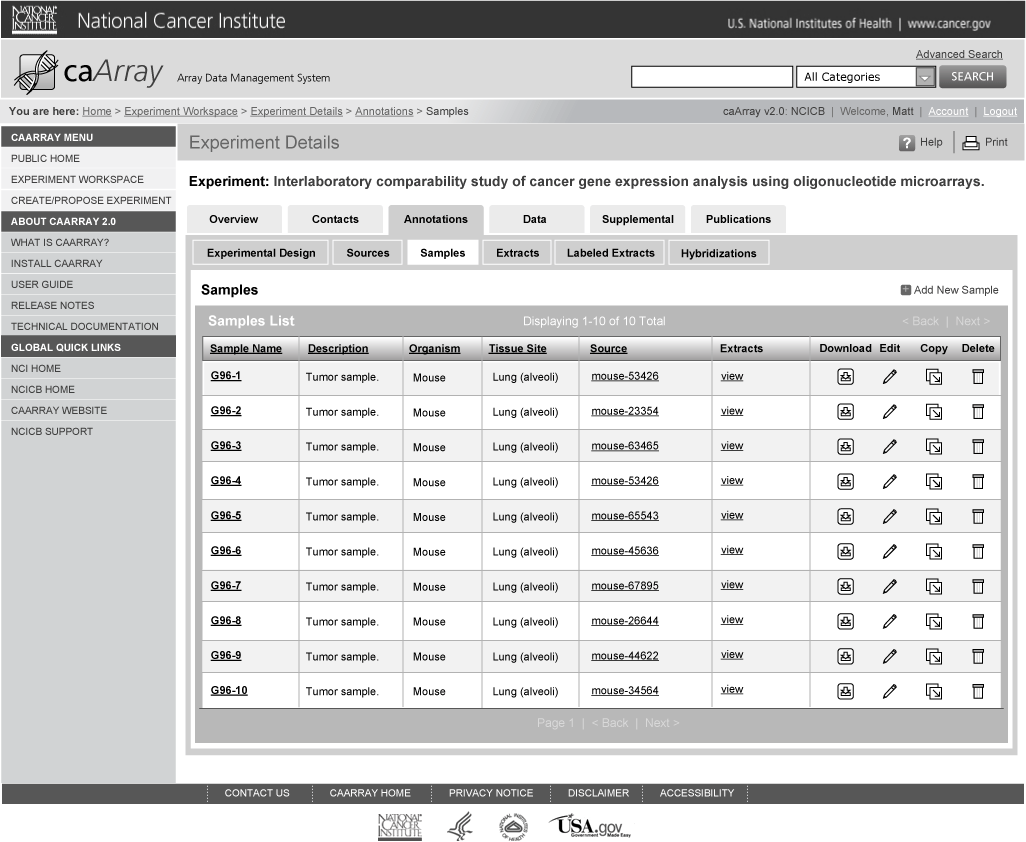 NATIONAL CANCER INSTITUTE National Cancer Institute U.S. National Institutes of Health | www.cancer.gov
Advanced Search
caArray Array Data Management System All Categories SEARCH
You are here: Home > Experiment Workspace > Experiment Details > Annotations > Samples caArray v2.0: NCICB | Welcome, Matt | Account | Logout
CAARRAY MENU
PUBLIC HOME
EXPERIMENT WORKSPACE
CREATE/PROPOSE EXPERIMENT
ABOUT CAARRAY 2.0
WHAT IS CAARRAY?
INSTALL CAARRAY
USER GUIDE
RELEASE NOTES
TECHNICAL DOCUMENTATION
GLOBAL QUICK LINKS
NCI HOME
NCICB HOME
CAARRAY WEBSITE
NCICB SUPPORT
Experiment Details ? Help Print
Experiment: Interlaboratory comparability study of cancer gene expression analysis using oligonucleotide microarrays.
Overview Contacts Annotations Data Supplemental Publications
Experimental Design Sources Samples Extracts Labeled Extracts Hybridizations
Samples Add New Sample
Samples List Displaying 1-10 of 10 Total < Back | Next >
Sample Name Description Organism Tissue Site Source Extracts Download Edit Copy Delete
G96-1 Tumor sample. Mouse Lung (alveoli) mouse-53426 view
G96-2 Tumor sample. Mouse Lung (alveoli) mouse-23354 view
G96-3 Tumor sample. Mouse Lung (alveoli) mouse-63465 view
G96-4 Tumor sample. Mouse Lung (alveoli) mouse-53426 view
G96-5 Tumor sample. Mouse Lung (alveoli) mouse-65543 view
G96-6 Tumor sample. Mouse Lung (alveoli) mouse-45636 view
G96-7 Tumor sample. Mouse Lung (alveoli) mouse-67895 view
G96-8 Tumor sample. Mouse Lung (alveoli) mouse-26644 view
G96-9 Tumor sample. Mouse Lung (alveoli) mouse-44622 view
G96-10 Tumor sample. Mouse Lung (alveoli) mouse-34564 view
Page 1 | < Back | Next >
CONTACT US CAARRAY HOME PRIVACY NOTICE DISCLAIMER ACCESSIBILITY
NATIONAL CANCER INSTITUTE USA.gov
Government Made Easy